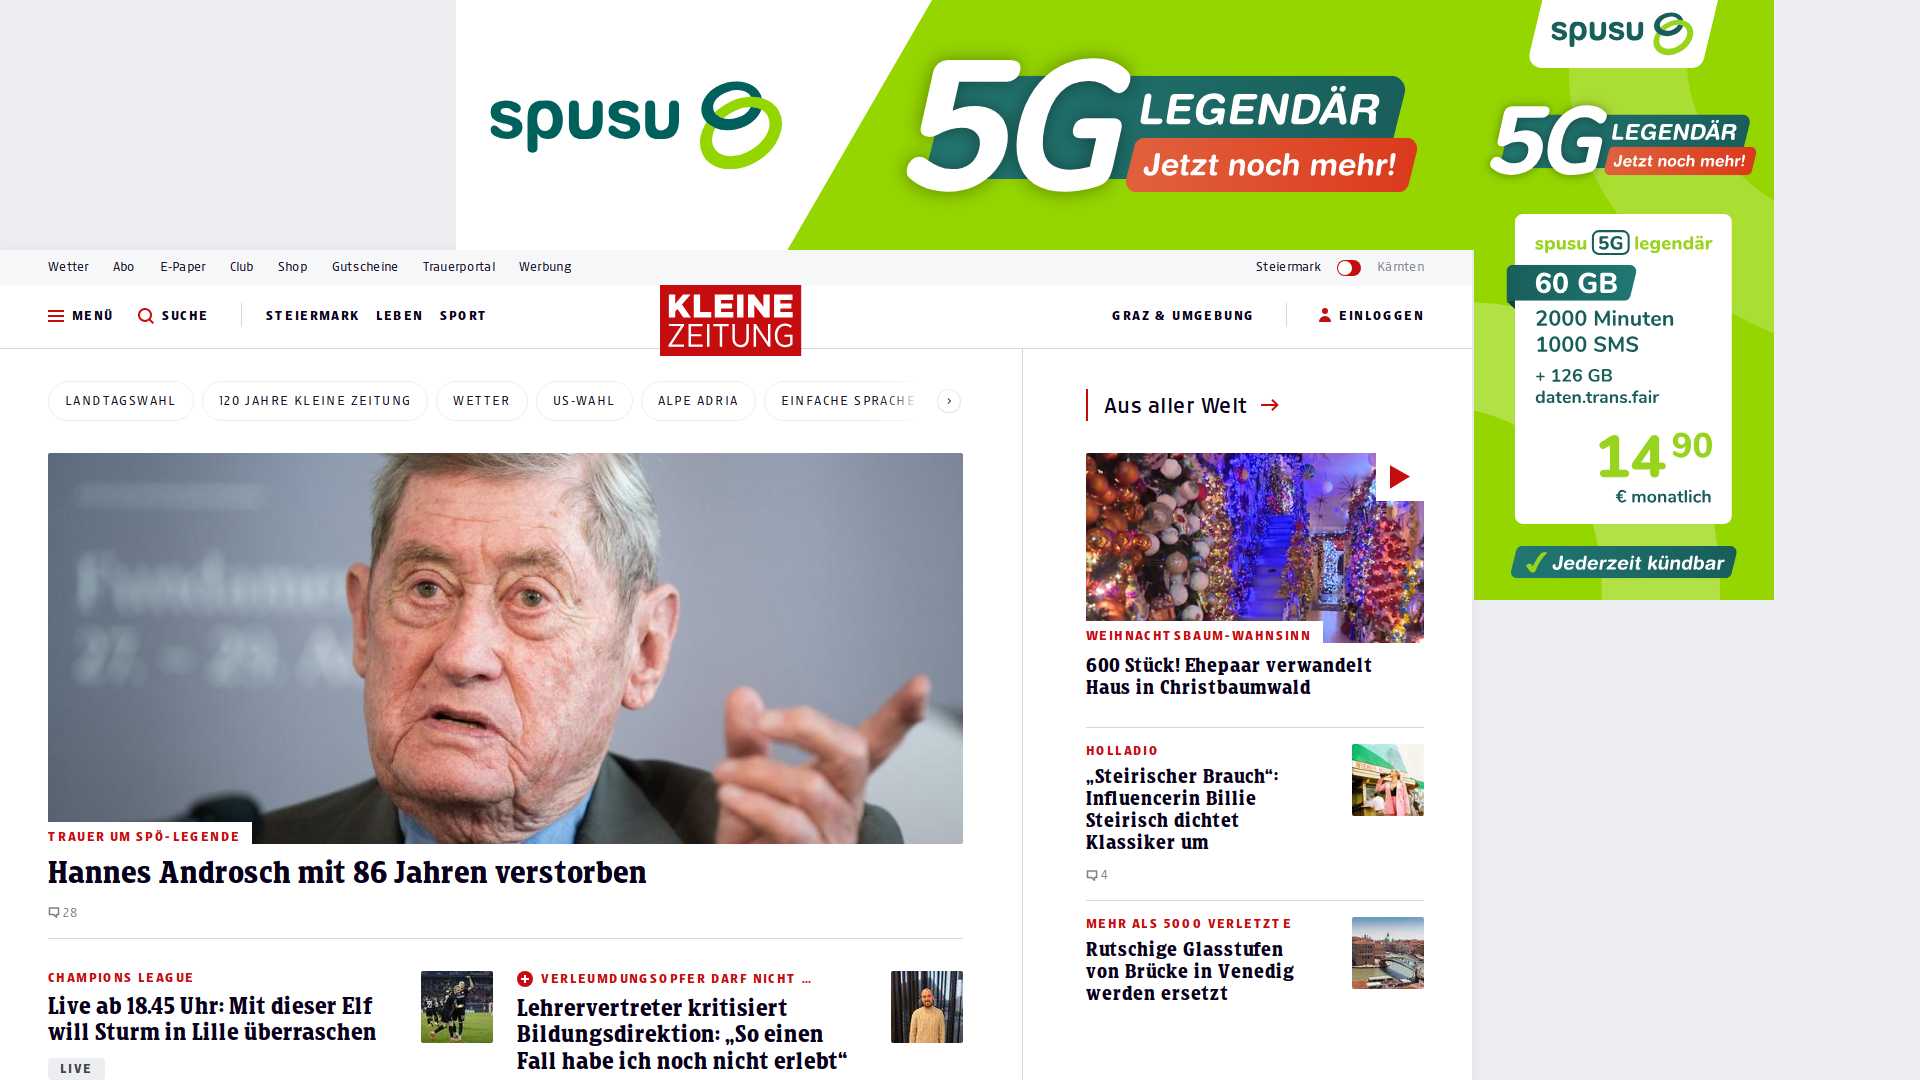 spusu
5G LEGENDÄR
Jetzt noch mehr!
spusu
5G LEGENDÄR
Jetzt noch mehr!
spusu 5G legendär
60 GB
2000 Minuten
1000 SMS
+ 126 GB
daten.trans.fair
14 90
€ monatlich
Jederzeit kündbar
Wetter Abo E-Paper Club Shop Gutscheine Trauerportal Werbung Steiermark Kärnten
MENÜ SUCHE STEIERMARK LEBEN SPORT
KLEINE
ZEITUNG
GRAZ & UMGEBUNG EINLOGGEN
LANDTAGSWAHL 120 JAHRE KLEINE ZEITUNG WETTER US-WAHL ALPE ADRIA EINFACHE SPRACHE
Fundame
27. – 29. A
TRAUER UM SPÖ-LEGENDE
Hannes Androsch mit 86 Jahren verstorben
28
CHAMPIONS LEAGUE
Live ab 18.45 Uhr: Mit dieser Elf
will Sturm in Lille überraschen
LIVE
VERLEUMDUNGSOPFER DARF NICHT ...
Lehrervertreter kritisiert
Bildungsdirektion: „So einen
Fall habe ich noch nicht erlebt“
Aus aller Welt
WEIHNACHTSBAUM-WAHNSINN
600 Stück! Ehepaar verwandelt
Haus in Christbaumwald
HOLLADIO
„Steirischer Brauch“:
Influencerin Billie
Steirisch dichtet
Klassiker um
4
MEHR ALS 5000 VERLETZTE
Rutschige Glasstufen
von Brücke in Venedig
werden ersetzt